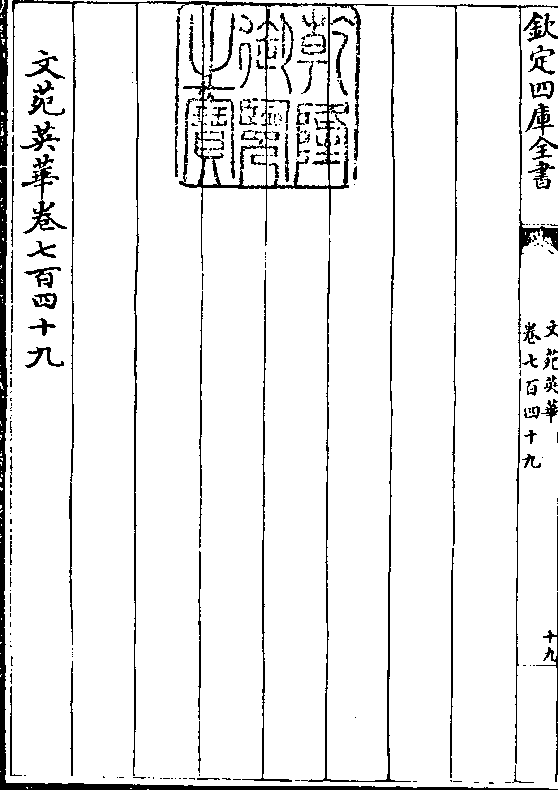 欽定四庫全書
文苑英華
卷七百四十九
十九
乾隆御覽之寶
文苑英華卷七百四十九